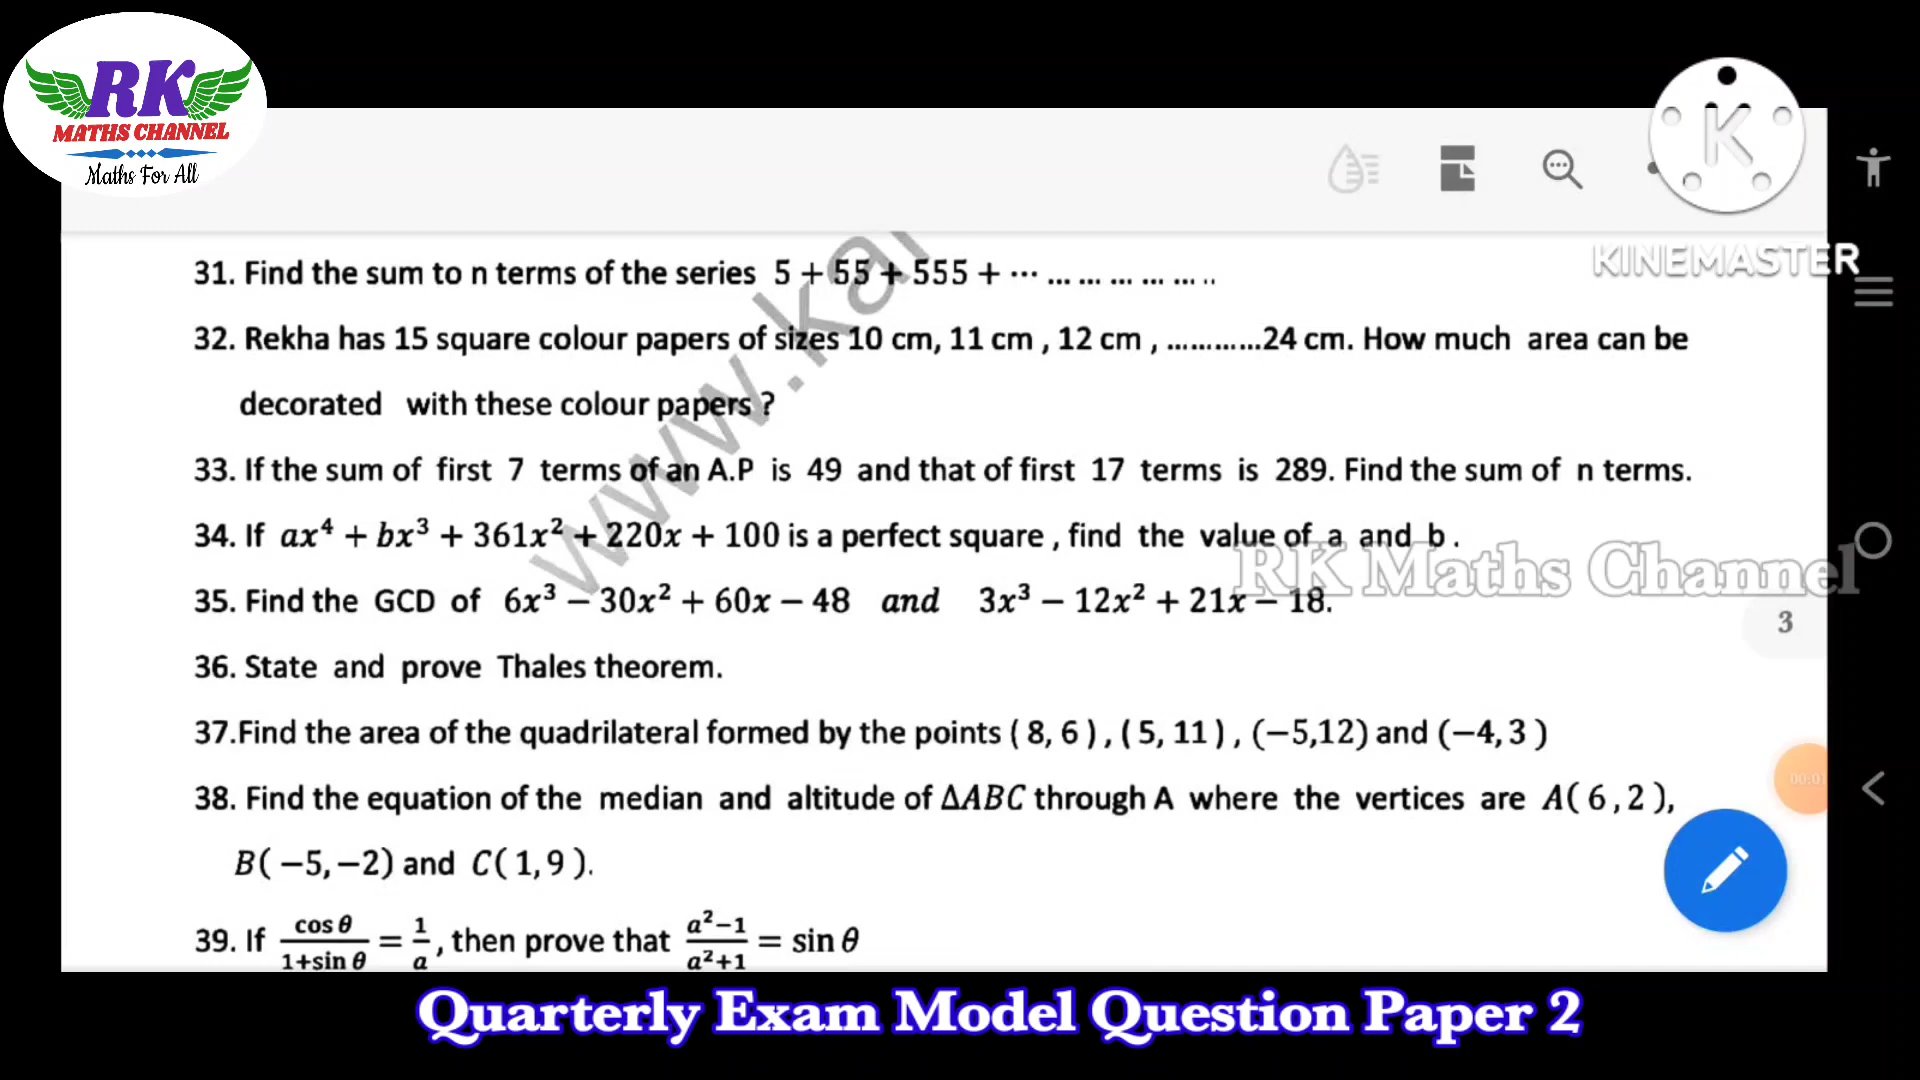 RK
MATHS CHANNEL
Maths For All
K
KINEMASTER
31. Find the sum to n terms of the series 5 + 55 + 555 + ⋯ ... ... ... ... ... ..
32. Rekha has 15 square colour papers of sizes 10 cm, 11 cm , 12 cm , ............24 cm. How much area can be
decorated with these colour papers ?
33. If the sum of first 7 terms of an A.P is 49 and that of first 17 terms is 289. Find the sum of n terms.
34. If ax⁴ + bx³ + 361x² + 220x + 100 is a perfect square , find the value of a and b .
RK Maths Channel
35. Find the GCD of 6x³ − 30x² + 60x − 48 and 3x³ − 12x² + 21x − 18.
3
36. State and prove Thales theorem.
37.Find the area of the quadrilateral formed by the points ( 8, 6 ) , ( 5, 11 ) , (−5,12) and (−4, 3 )
38. Find the equation of the median and altitude of ΔABC through A where the vertices are A( 6 , 2 ),
B( −5, −2) and C( 1, 9 ).
39. If cos θ / 1+sin θ = 1 / a , then prove that a²−1 / a²+1 = sin θ
Quarterly Exam Model Question Paper 2